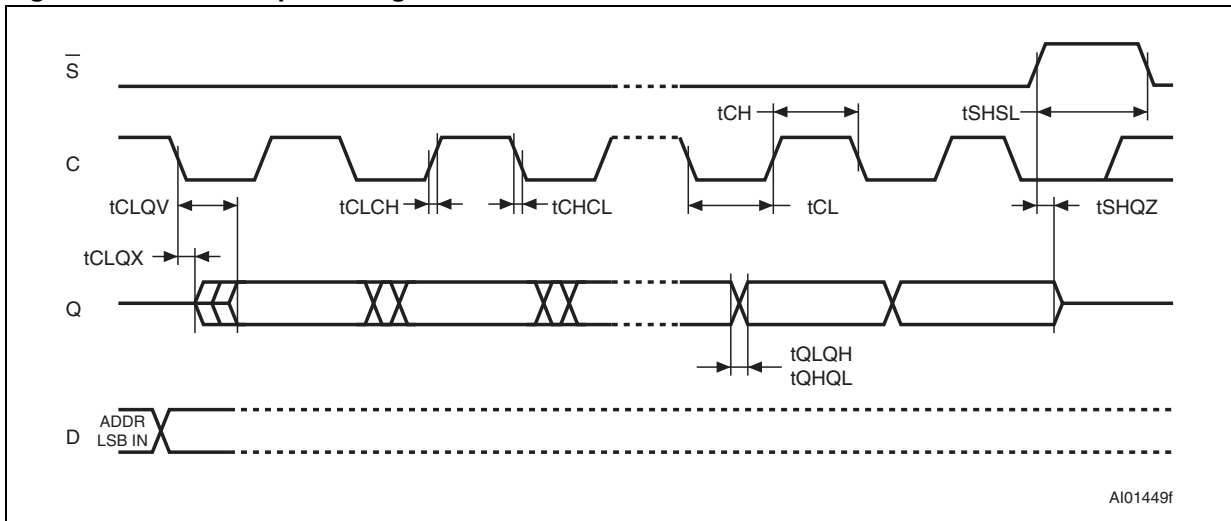 S
tCH
tSHSL
C
tCLQV
tCLCH
tCHCL
tCL
tSHQZ
tCLQX
Q
tQLQH
tQHQL
D
ADDR
LSB IN
AI01449f